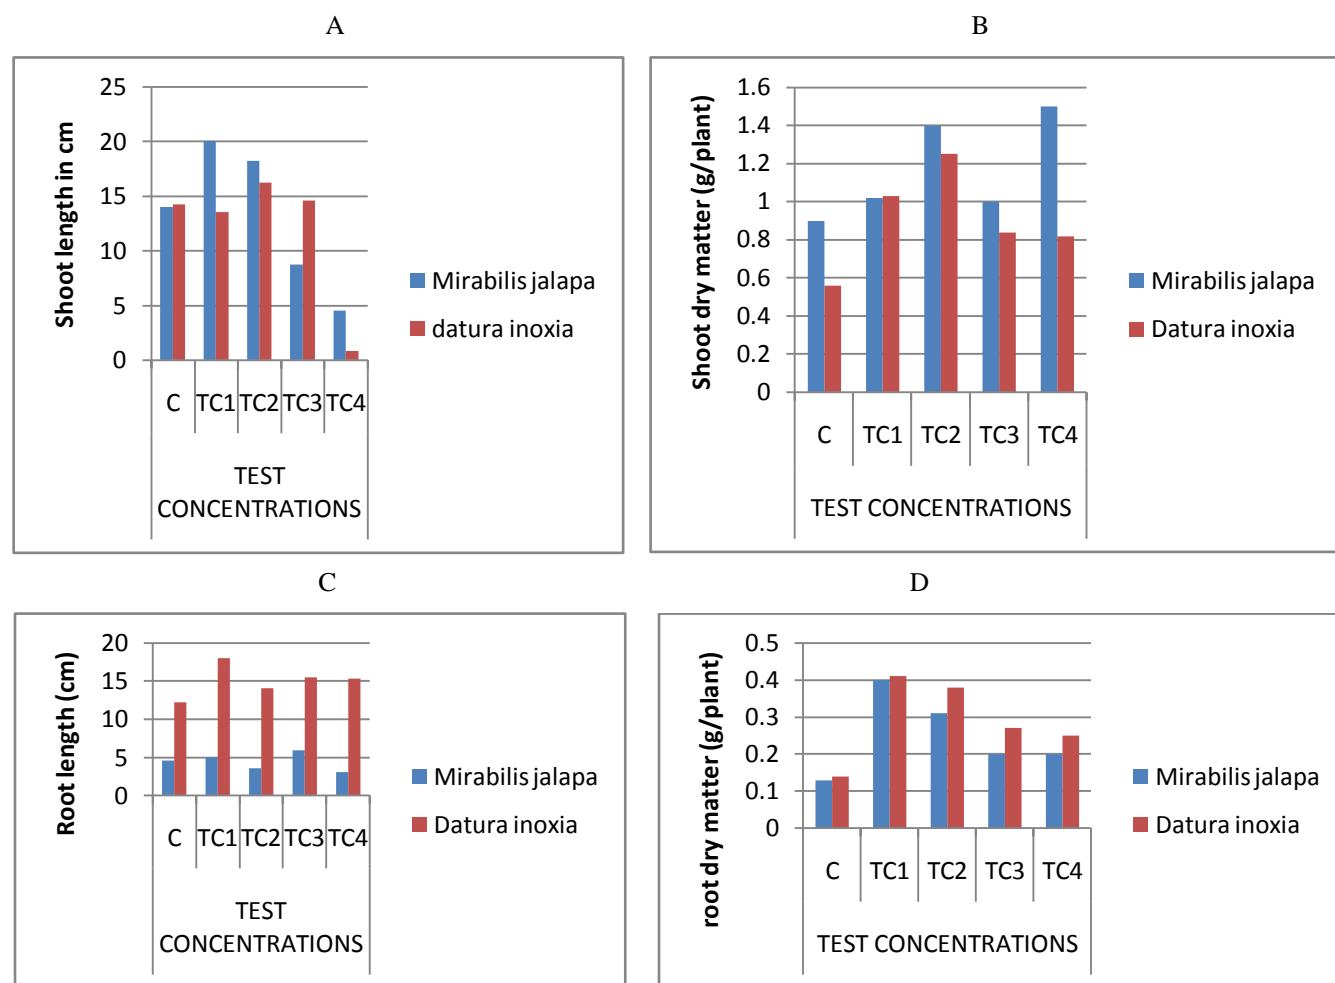 A
B
Shoot length in cm
25
20
15
10
5
0
C TC1 TC2 TC3 TC4
TEST
CONCENTRATIONS
Mirabilis jalapa
datura inoxia
Shoot dry matter (g/plant)
1.6
1.4
1.2
1
0.8
0.6
0.4
0.2
0
C TC1 TC2 TC3 TC4
TEST CONCENTRATIONS
Mirabilis jalapa
Datura inoxia
C
D
Root length (cm)
20
15
10
5
0
C TC1 TC2 TC3 TC4
TEST
CONCENTRATIONS
Mirabilis jalapa
Datura inoxia
root dry matter (g/plant)
0.5
0.4
0.3
0.2
0.1
0
C TC1 TC2 TC3 TC4
TEST CONCENTRATIONS
Mirabilis jalapa
Datura inoxia